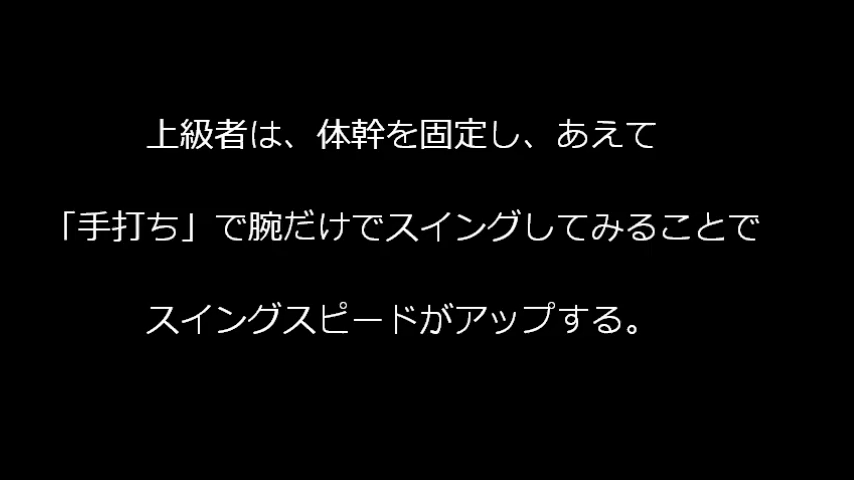 上級者は、体幹を固定し、あえて
「手打ち」で腕だけでスイングしてみることで
スイングスピードがアップする。